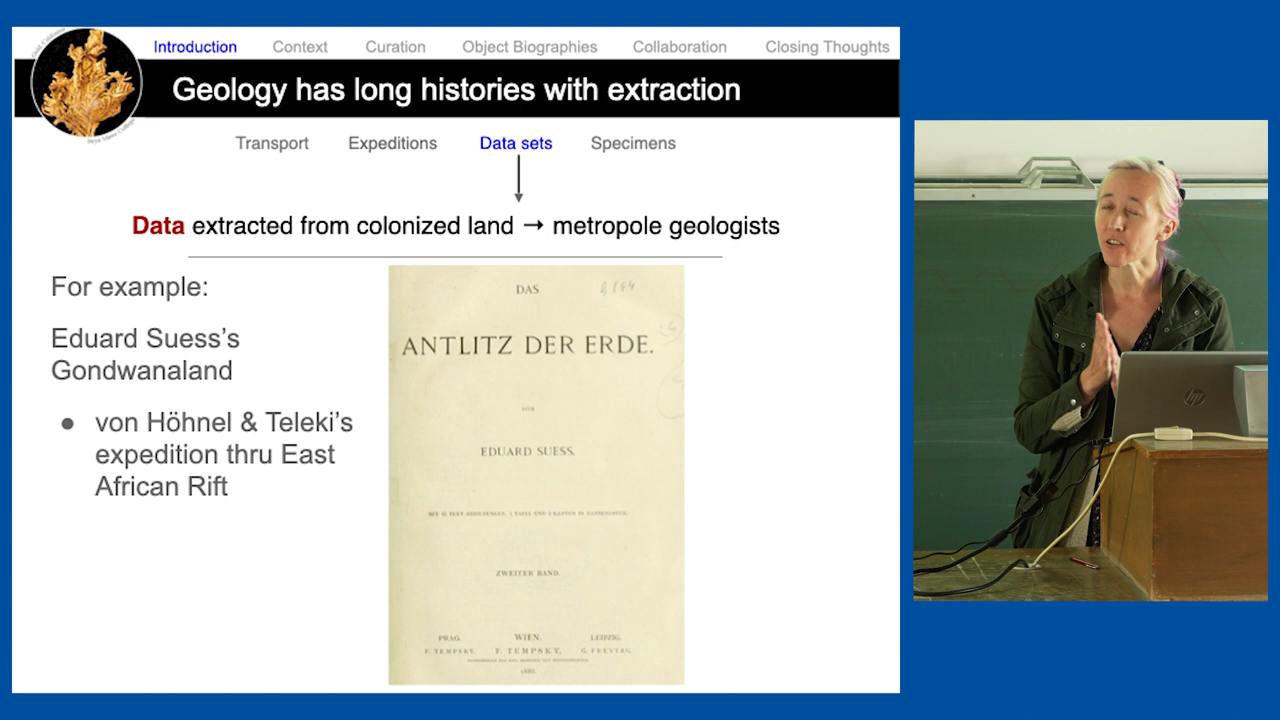 Introduction Context Curation Object Biographies Collaboration Closing Thoughts
Geology has long histories with extraction
Transport Expeditions Data sets Specimens
Data extracted from colonized land → metropole geologists
For example:
Eduard Suess’s
Gondwanaland
● von Höhnel & Teleki’s
expedition thru East
African Rift
DAS
ANTLITZ DER ERDE.
VON
EDUARD SUESS.
ZWEITER BAND.
PRAG. WIEN. LEIPZIG.
F. TEMPSKY. F. TEMPSKY, G. FREYTAG.
1888.
hp